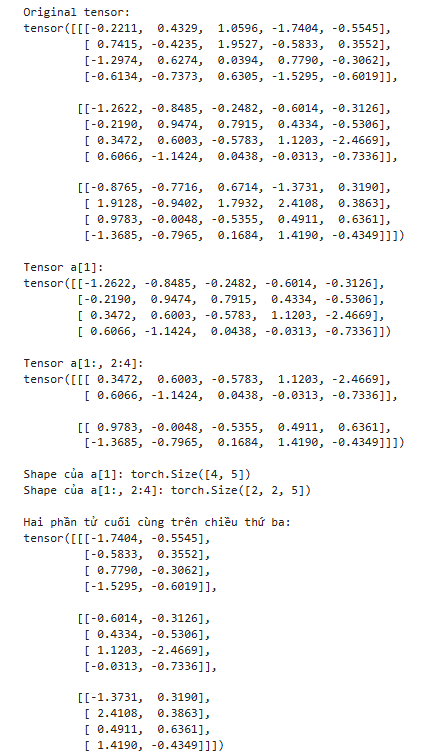 Original tensor:
tensor([[[-0.2211,  0.4329,  1.0596, -1.7404, -0.5545],
         [ 0.7415, -0.4235,  1.9527, -0.5833,  0.3552],
         [-1.2974,  0.6274,  0.0394,  0.7790, -0.3062],
         [-0.6134, -0.7373,  0.6305, -1.5295, -0.6019]],

        [[-1.2622, -0.8485, -0.2482, -0.6014, -0.3126],
         [-0.2190,  0.9474,  0.7915,  0.4334, -0.5306],
         [ 0.3472,  0.6003, -0.5783,  1.1203, -2.4669],
         [ 0.6066, -1.1424,  0.0438, -0.0313, -0.7336]],

        [[-0.8765, -0.7716,  0.6714, -1.3731,  0.3190],
         [ 1.9128, -0.9402,  1.7932,  2.4108,  0.3863],
         [ 0.9783, -0.0048, -0.5355,  0.4911,  0.6361],
         [-1.3685, -0.7965,  0.1684,  1.4190, -0.4349]]])

Tensor a[1]:
tensor([[-1.2622, -0.8485, -0.2482, -0.6014, -0.3126],
        [-0.2190,  0.9474,  0.7915,  0.4334, -0.5306],
        [ 0.3472,  0.6003, -0.5783,  1.1203, -2.4669],
        [ 0.6066, -1.1424,  0.0438, -0.0313, -0.7336]])

Tensor a[1:, 2:4]:
tensor([[[ 0.3472,  0.6003, -0.5783,  1.1203, -2.4669],
         [ 0.6066, -1.1424,  0.0438, -0.0313, -0.7336]],

        [[ 0.9783, -0.0048, -0.5355,  0.4911,  0.6361],
         [-1.3685, -0.7965,  0.1684,  1.4190, -0.4349]]])

Shape của a[1]: torch.Size([4, 5])
Shape của a[1:, 2:4]: torch.Size([2, 2, 5])

Hai phần tử cuối cùng trên chiều thứ ba:
tensor([[[-1.7404, -0.5545],
         [-0.5833,  0.3552],
         [ 0.7790, -0.3062],
         [-1.5295, -0.6019]],

        [[-0.6014, -0.3126],
         [ 0.4334, -0.5306],
         [ 1.1203, -2.4669],
         [-0.0313, -0.7336]],

        [[-1.3731,  0.3190],
         [ 2.4108,  0.3863],
         [ 0.4911,  0.6361],
         [ 1.4190, -0.4349]]])